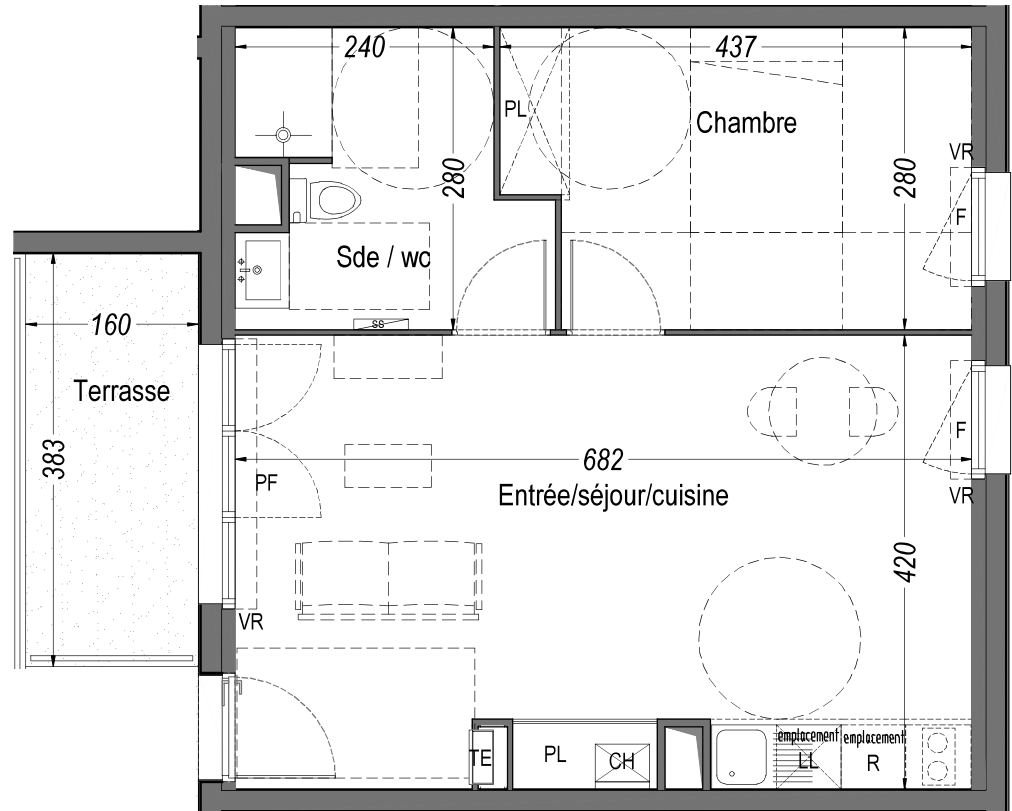 240
437
PL
Chambre
VR
280
280
F
Sde / wc
SS
160
Terrasse
383
F
682
PF
Entrée/séjour/cuisine
VR
420
VR
emplacement
emplacement
TE
PL
CH
LL
R